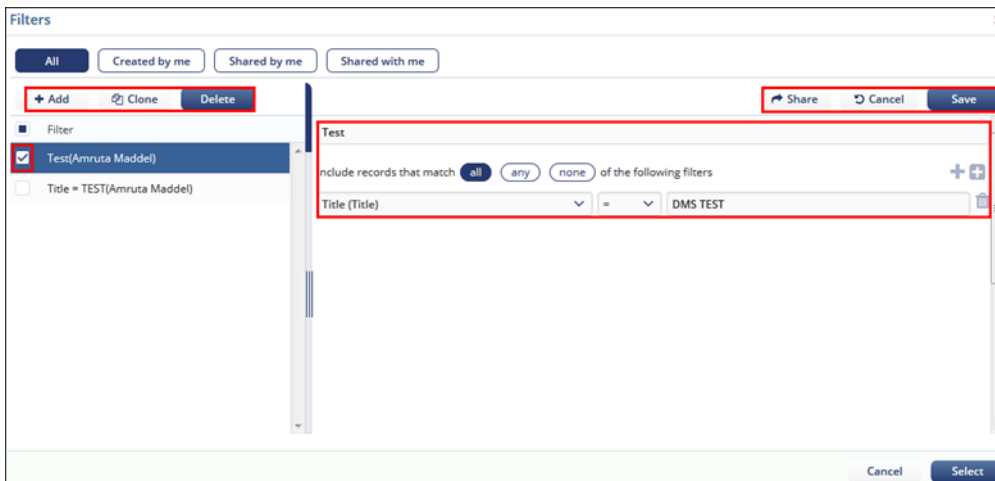 Filters
All Created by me Shared by me Shared with me
+ Add Clone Delete Share Cancel Save
Filter
Test
Test(Amruta Maddel)
nclude records that match all any none of the following filters
Title = TEST(Amruta Maddel)
Title (Title) = DMS TEST
Cancel Select